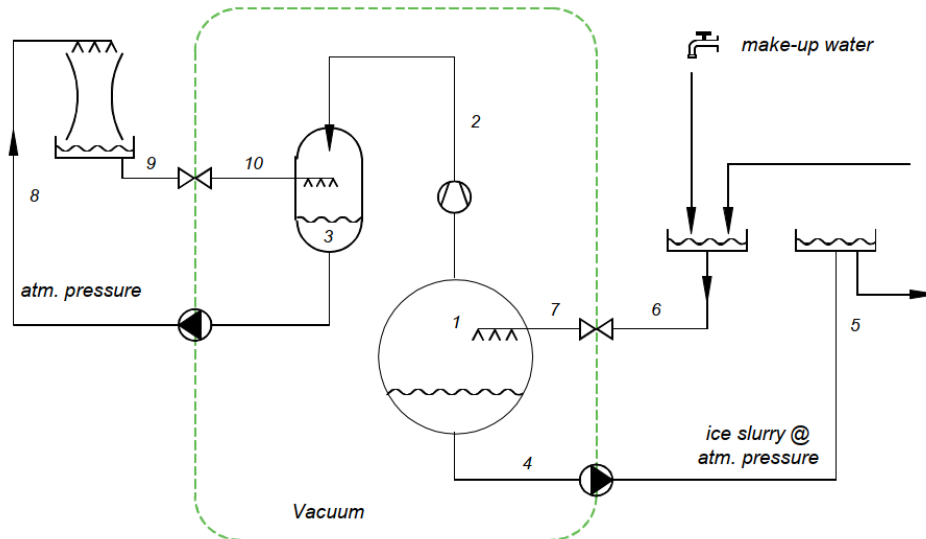 make-up water
2
9
10
8
3
atm. pressure
1
7
6
5
ice slurry @
atm. pressure
4
Vacuum